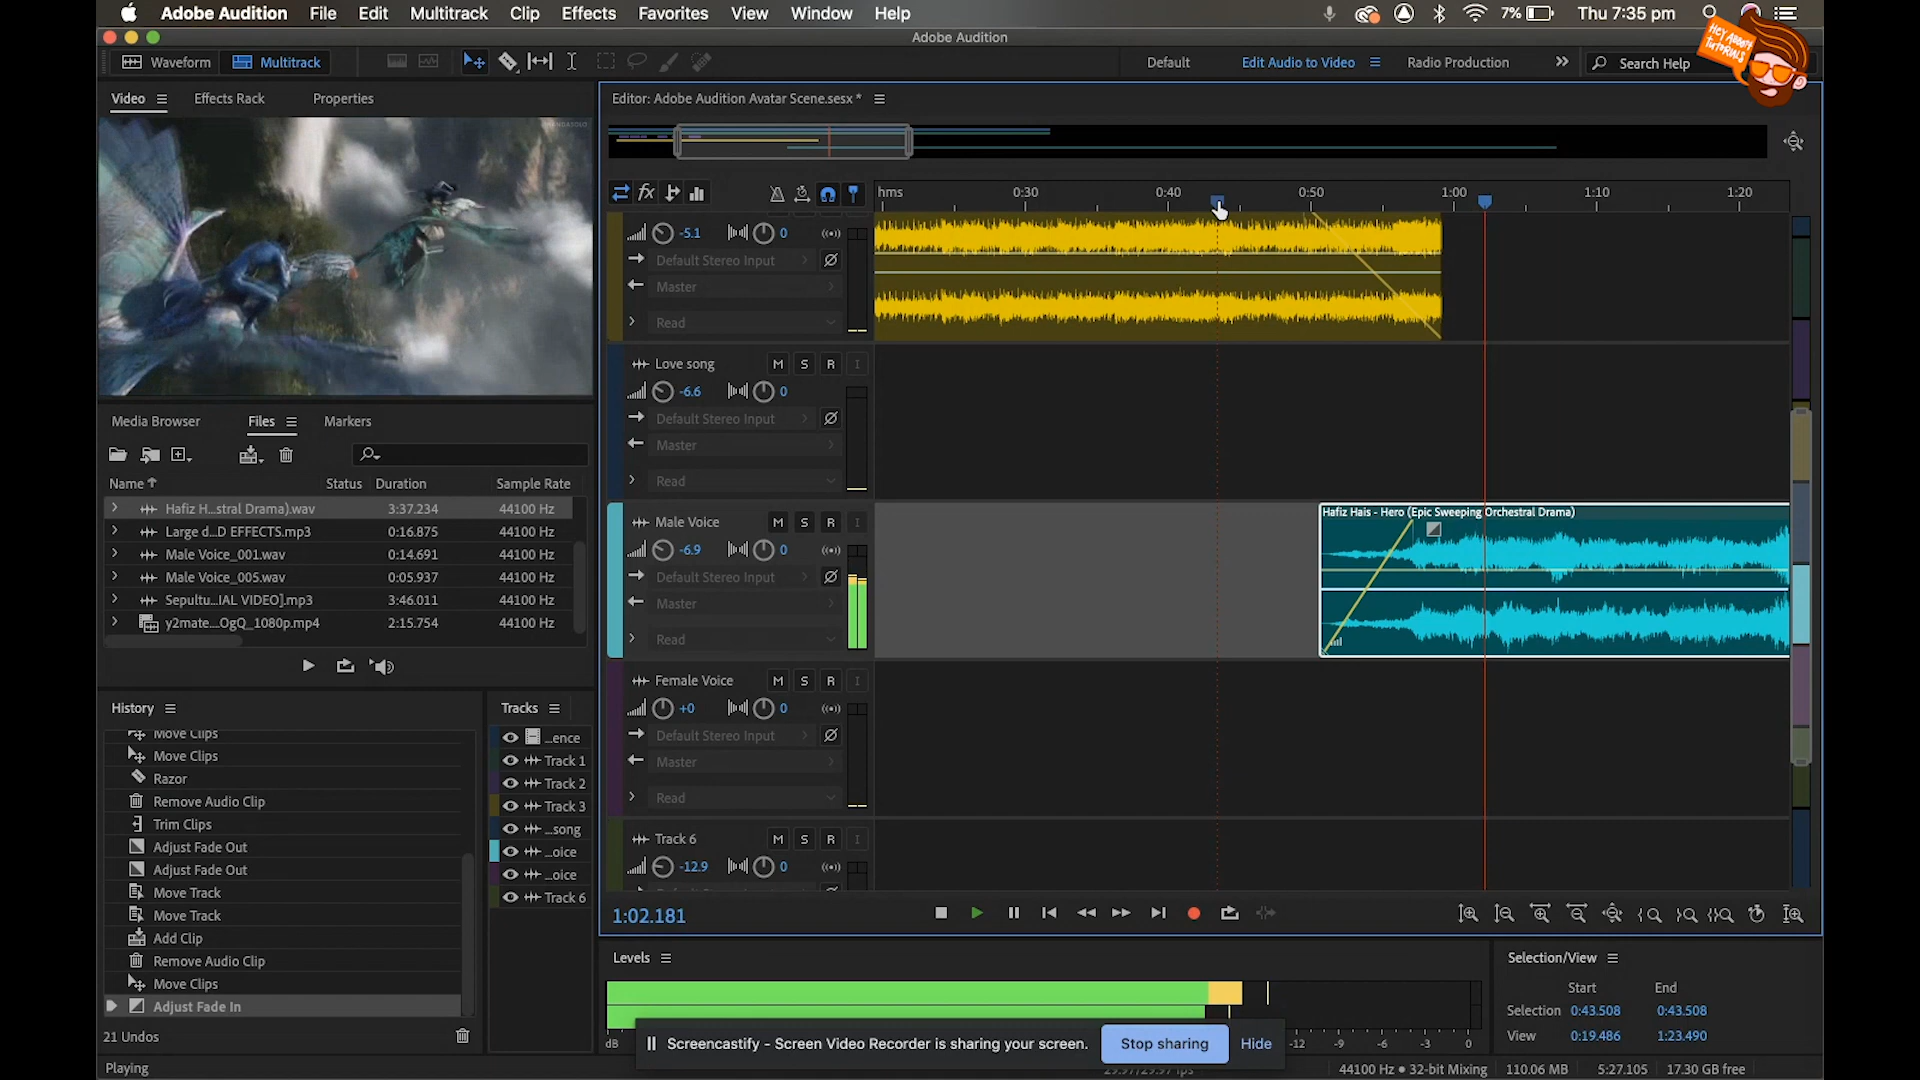 Adobe Audition File Edit Multitrack Clip Effects Favorites View Window Help 7% Thu 7:35 pm
Adobe Audition
HEY ABBOTT TUTORIALS
Waveform Multitrack Default Edit Audio to Video Radio Production Search Help
Video Effects Rack Properties
Editor: Adobe Audition Avatar Scene.sesx *
hms 0:30 0:40 0:50 1:00 1:10 1:20
-5.1 0
Default Stereo Input
Master
Read
Love song M S R I
-6.6 0
Default Stereo Input
Master
Read
Male Voice M S R I
-6.9 0
Default Stereo Input
Master
Read
Hafiz Hais - Hero (Epic Sweeping Orchestral Drama)
Female Voice M S R I
+0 0
Default Stereo Input
Master
Read
Track 6 M S R I
-12.9 0
Media Browser Files Markers
Name Status Duration Sample Rate
Hafiz H...stral Drama).wav 3:37.234 44100 Hz
Large d...D EFFECTS.mp3 0:16.875 44100 Hz
Male Voice_001.wav 0:14.691 44100 Hz
Male Voice_005.wav 0:05.937 44100 Hz
Sepultu...IAL VIDEO].mp3 3:46.011 44100 Hz
y2mate....OgQ_1080p.mp4 2:15.754 44100 Hz
History
Move Clips
Move Clips
Razor
Remove Audio Clip
Trim Clips
Adjust Fade Out
Adjust Fade Out
Move Track
Move Track
Add Clip
Remove Audio Clip
Move Clips
Adjust Fade In
21 Undos
Tracks
...ence
Track 1
Track 2
Track 3
...song
...oice
...oice
Track 6
1:02.181
Levels
dB -12 -9 -6 -3 0
Screencastify - Screen Video Recorder is sharing your screen. Stop sharing Hide
Selection/View
Start End
Selection 0:43.508 0:43.508
View 0:19.486 1:23.490
Playing
29.97/29.97 fps 44100 Hz • 32-bit Mixing 110.06 MB 5:27.105 17.30 GB free